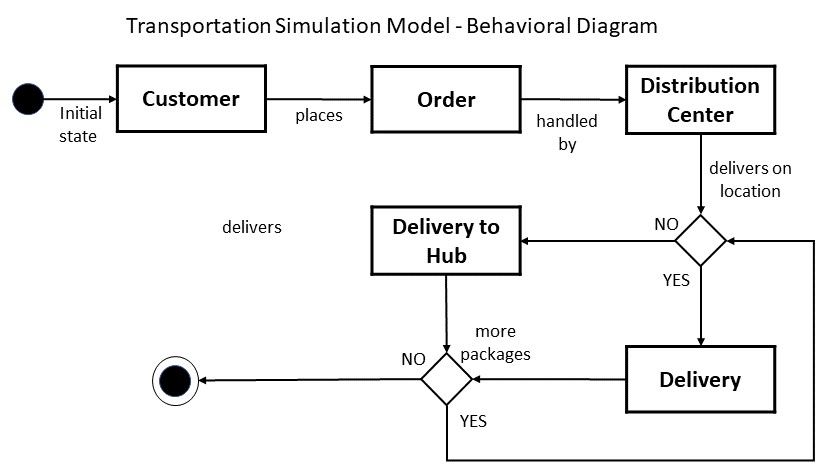 Transportation Simulation Model - Behavioral Diagram
Customer
Order
Distribution
Center
Initial
state
places
handled
by
delivers on
location
delivers
Delivery to
Hub
NO
YES
more
packages
NO
Delivery
YES